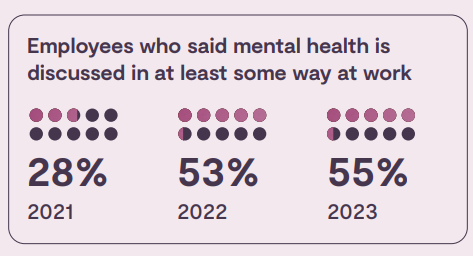 Employees who said mental health is
discussed in at least some way at work
28% 53% 55%
2021 2022 2023